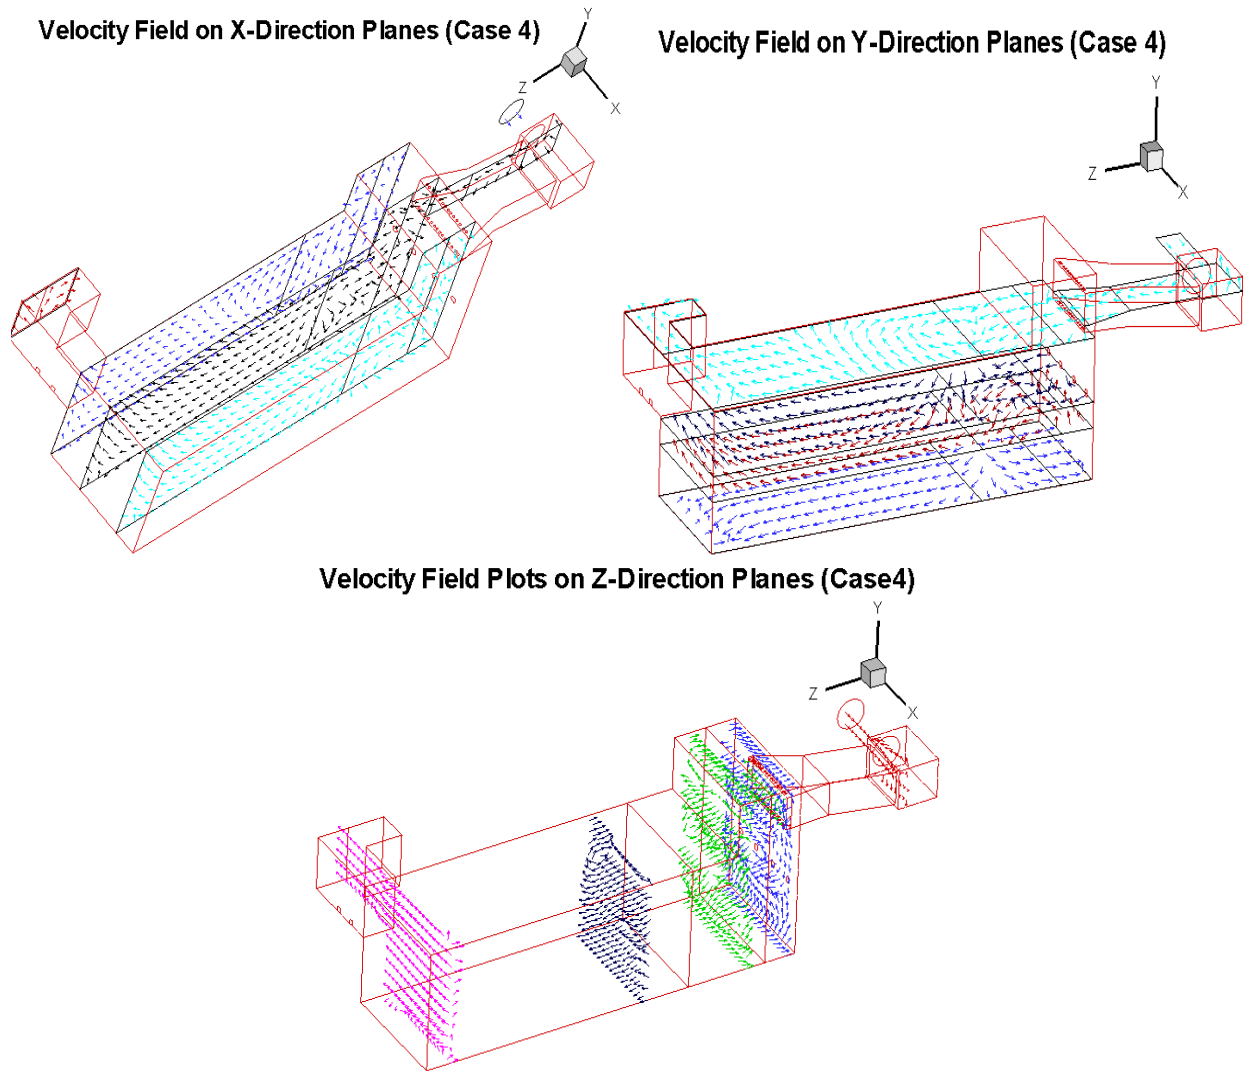 Velocity Field on X-Direction Planes (Case 4)
Y
Z
X
Velocity Field on Y-Direction Planes (Case 4)
Y
Z
X
Velocity Field Plots on Z-Direction Planes (Case4)
Y
Z
X